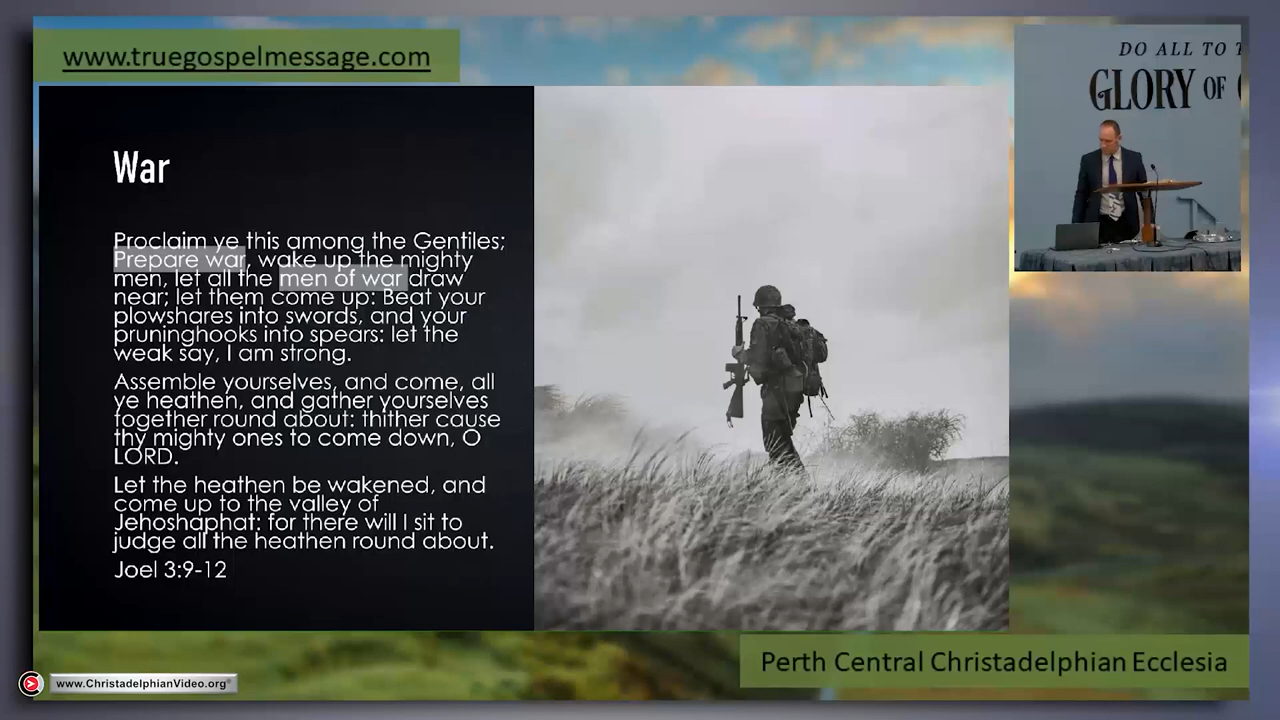 www.truegospelmessage.com
DO ALL TO
GLORY OF
War
Proclaim ye this among the Gentiles;
Prepare war, wake up the mighty
men, let all the men of war draw
near; let them come up: Beat your
plowshares into swords, and your
pruninghooks into spears: let the
weak say, I am strong.
Assemble yourselves, and come, all
ye heathen, and gather yourselves
together round about: thither cause
thy mighty ones to come down, O
LORD.
Let the heathen be wakened, and
come up to the valley of
Jehoshaphat: for there will I sit to
judge all the heathen round about.
Joel 3:9-12
Perth Central Christadelphian Ecclesia
www.ChristadelphianVideo.org